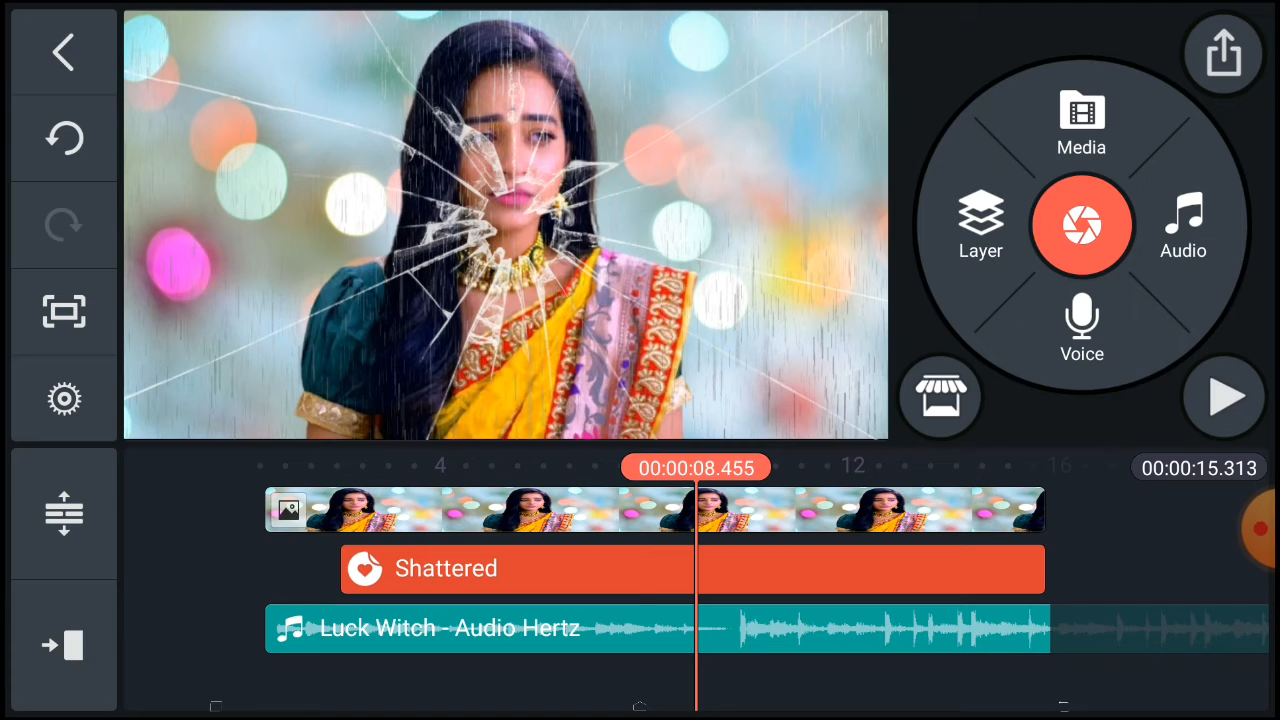 Media
Layer
Audio
Voice
4
00:00:08.455
12
16
00:00:15.313
Shattered
Luck Witch - Audio Hertz